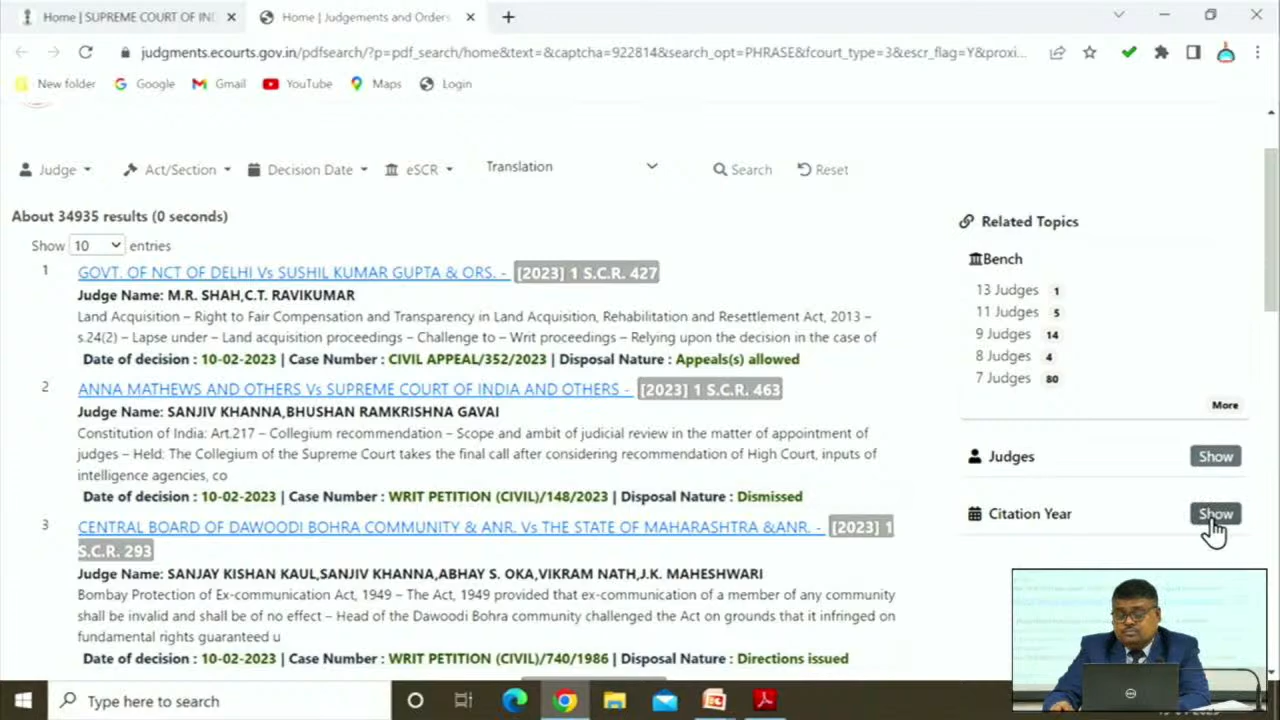 Home | SUPREME COURT OF IN
Home | Judgements and Orders
judgments.ecourts.gov.in/pdfsearch/?p=pdf_search/home&text=&captcha=922814&search_opt=PHRASE&fcourt_type=3&escr_flag=Y&proxi...
New folder
Google
Gmail
YouTube
Maps
Login
Judge
Act/Section
Decision Date
eSCR
Translation
Search
Reset
About 34935 results (0 seconds)
Show 10 entries
1
GOVT. OF NCT OF DELHI Vs SUSHIL KUMAR GUPTA & ORS. - [2023] 1 S.C.R. 427
Judge Name: M.R. SHAH,C.T. RAVIKUMAR
Land Acquisition – Right to Fair Compensation and Transparency in Land Acquisition, Rehabilitation and Resettlement Act, 2013 –
s.24(2) – Lapse under – Land acquisition proceedings – Challenge to – Writ proceedings – Relying upon the decision in the case of
Date of decision : 10-02-2023 | Case Number : CIVIL APPEAL/352/2023 | Disposal Nature : Appeals(s) allowed
2
ANNA MATHEWS AND OTHERS Vs SUPREME COURT OF INDIA AND OTHERS - [2023] 1 S.C.R. 463
Judge Name: SANJIV KHANNA,BHUSHAN RAMKRISHNA GAVAI
Constitution of India: Art.217 – Collegium recommendation – Scope and ambit of judicial review in the matter of appointment of
judges – Held: The Collegium of the Supreme Court takes the final call after considering recommendation of High Court, inputs of
intelligence agencies, co
Date of decision : 10-02-2023 | Case Number : WRIT PETITION (CIVIL)/148/2023 | Disposal Nature : Dismissed
3
CENTRAL BOARD OF DAWOODI BOHRA COMMUNITY & ANR. Vs THE STATE OF MAHARASHTRA &ANR. - [2023] 1
S.C.R. 293
Judge Name: SANJAY KISHAN KAUL,SANJIV KHANNA,ABHAY S. OKA,VIKRAM NATH,J.K. MAHESHWARI
Bombay Protection of Ex-communication Act, 1949 – The Act, 1949 provided that ex-communication of a member of any community
shall be invalid and shall be of no effect – Head of the Dawoodi Bohra community challenged the Act on grounds that it infringed on
fundamental rights guaranteed u
Date of decision : 10-02-2023 | Case Number : WRIT PETITION (CIVIL)/740/1986 | Disposal Nature : Directions issued
Related Topics
Bench
13 Judges 1
11 Judges 5
9 Judges 14
8 Judges 4
7 Judges 80
More
Judges Show
Citation Year Show
Type here to search